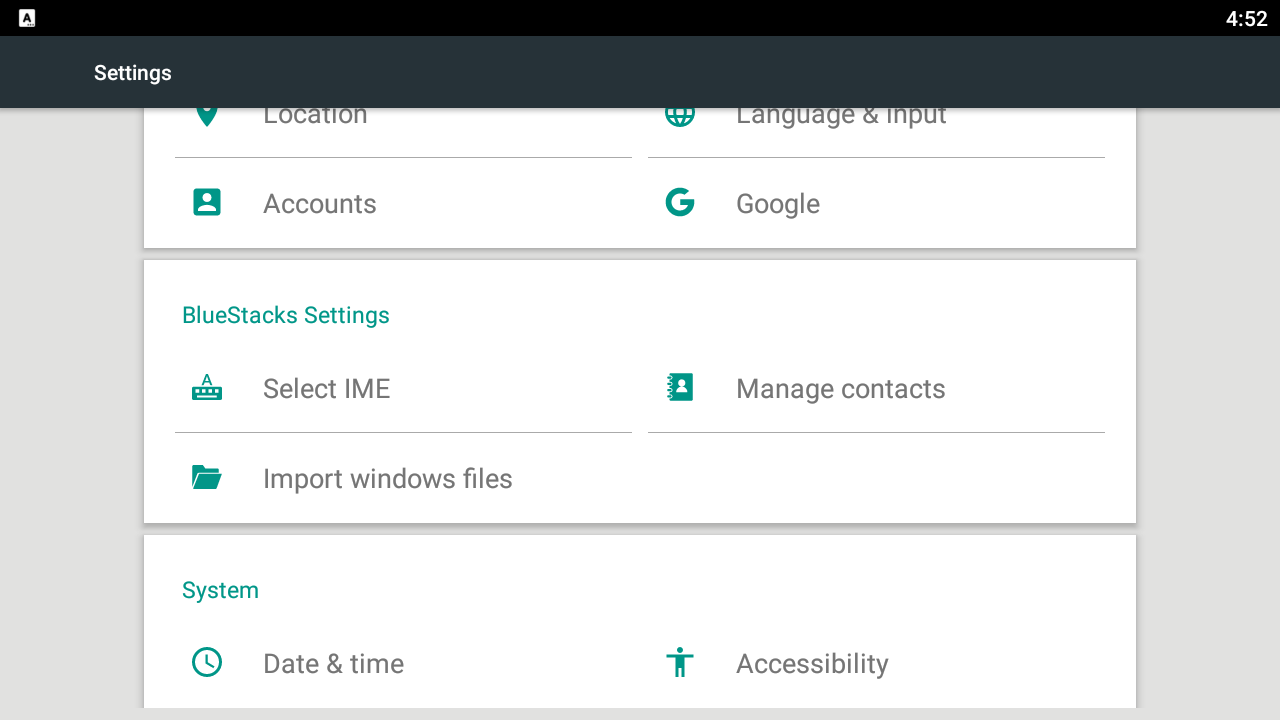 4:52
Settings
Location
Language & input
Accounts
Google
BlueStacks Settings
Select IME
Manage contacts
Import windows files
System
Date & time
Accessibility